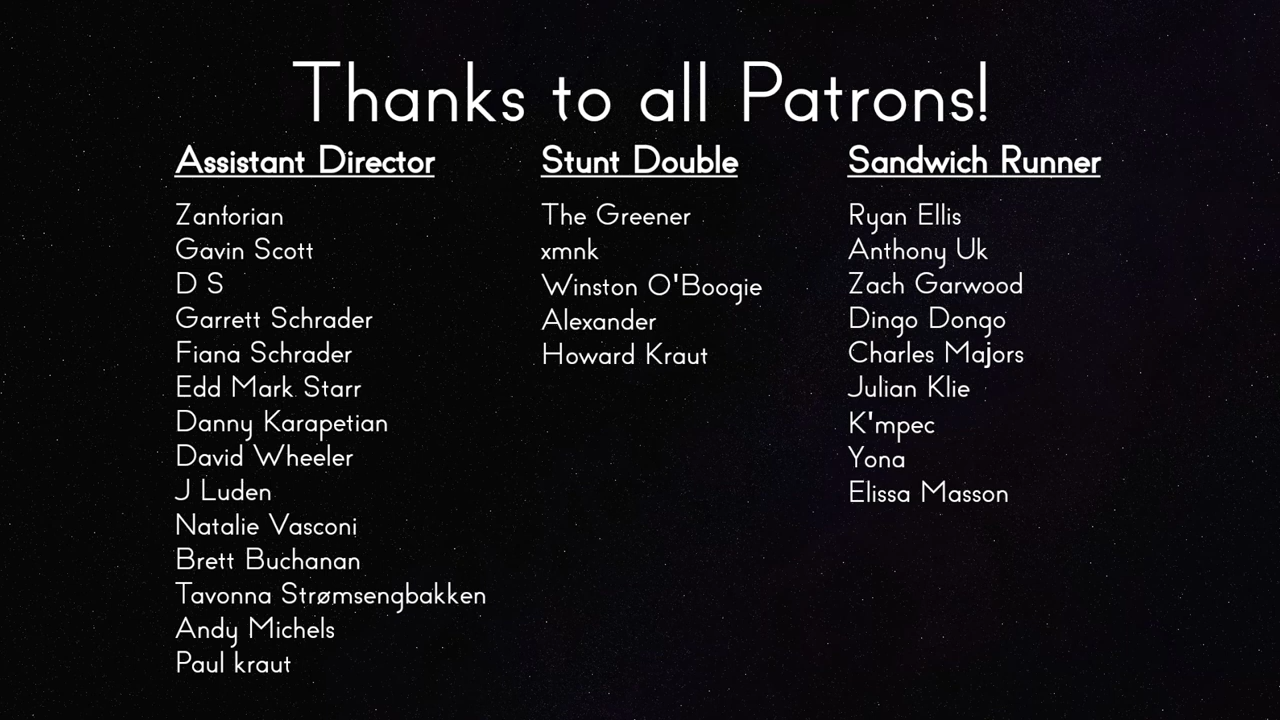 Thanks to all Patrons!
Assistant Director
Zanforian
Gavin Scott
D S
Garrett Schrader
Fiana Schrader
Edd Mark Starr
Danny Karapetian
David Wheeler
J Luden
Natalie Vasconi
Brett Buchanan
Tavonna Strømsengbakken
Andy Michels
Paul kraut
Stunt Double
The Greener
xmnk
Winston O'Boogie
Alexander
Howard Kraut
Sandwich Runner
Ryan Ellis
Anthony Uk
Zach Garwood
Dingo Dongo
Charles Majors
Julian Klie
K'mpec
Yona
Elissa Masson